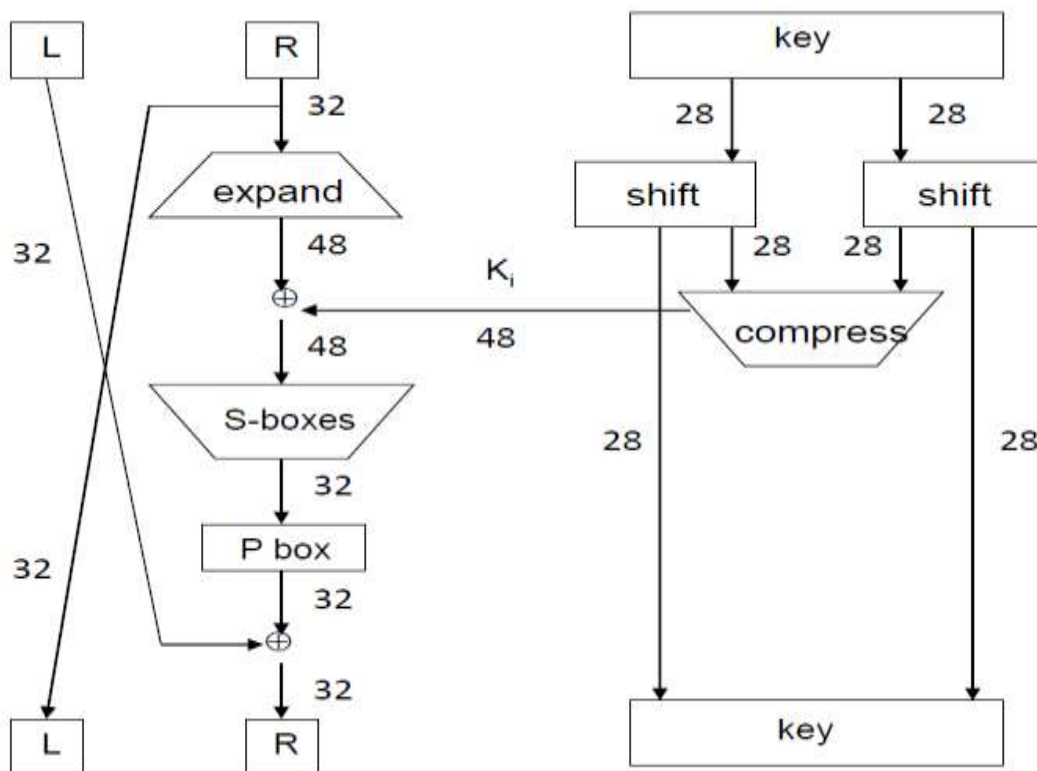 L R key
32 28 28
expand shift shift
32 48 28 28
K_i
48 48 compress
S-boxes
28 28
32
P box
32 32
32
L R key